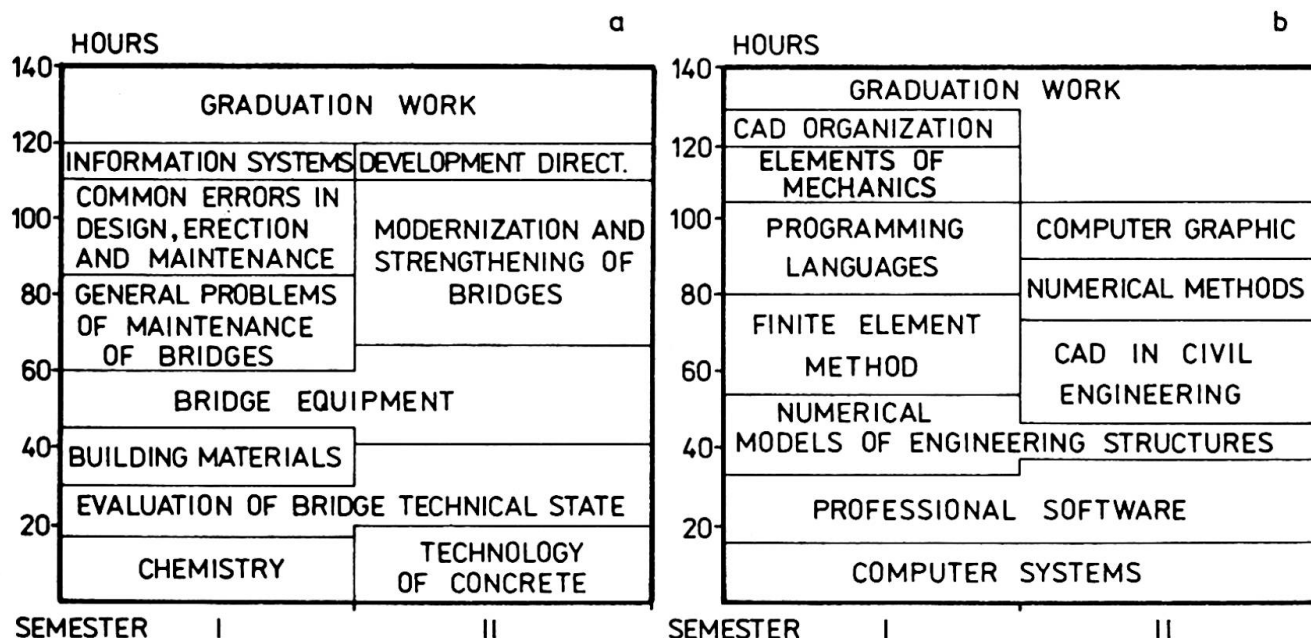 a
HOURS
140
120
100
80
60
40
20
GRADUATION WORK
INFORMATION SYSTEMS
DEVELOPMENT DIRECT.
COMMON ERRORS IN
DESIGN, ERECTION
AND MAINTENANCE
MODERNIZATION AND
STRENGTHENING OF
BRIDGES
GENERAL PROBLEMS
OF MAINTENANCE
OF BRIDGES
BRIDGE EQUIPMENT
BUILDING MATERIALS
EVALUATION OF BRIDGE TECHNICAL STATE
CHEMISTRY
TECHNOLOGY
OF CONCRETE
SEMESTER I II
b
HOURS
140
120
100
80
60
40
20
GRADUATION WORK
CAD ORGANIZATION
ELEMENTS OF
MECHANICS
PROGRAMMING
LANGUAGES
COMPUTER GRAPHIC
NUMERICAL METHODS
FINITE ELEMENT
METHOD
CAD IN CIVIL
ENGINEERING
NUMERICAL
MODELS OF ENGINEERING STRUCTURES
PROFESSIONAL SOFTWARE
COMPUTER SYSTEMS
SEMESTER I II